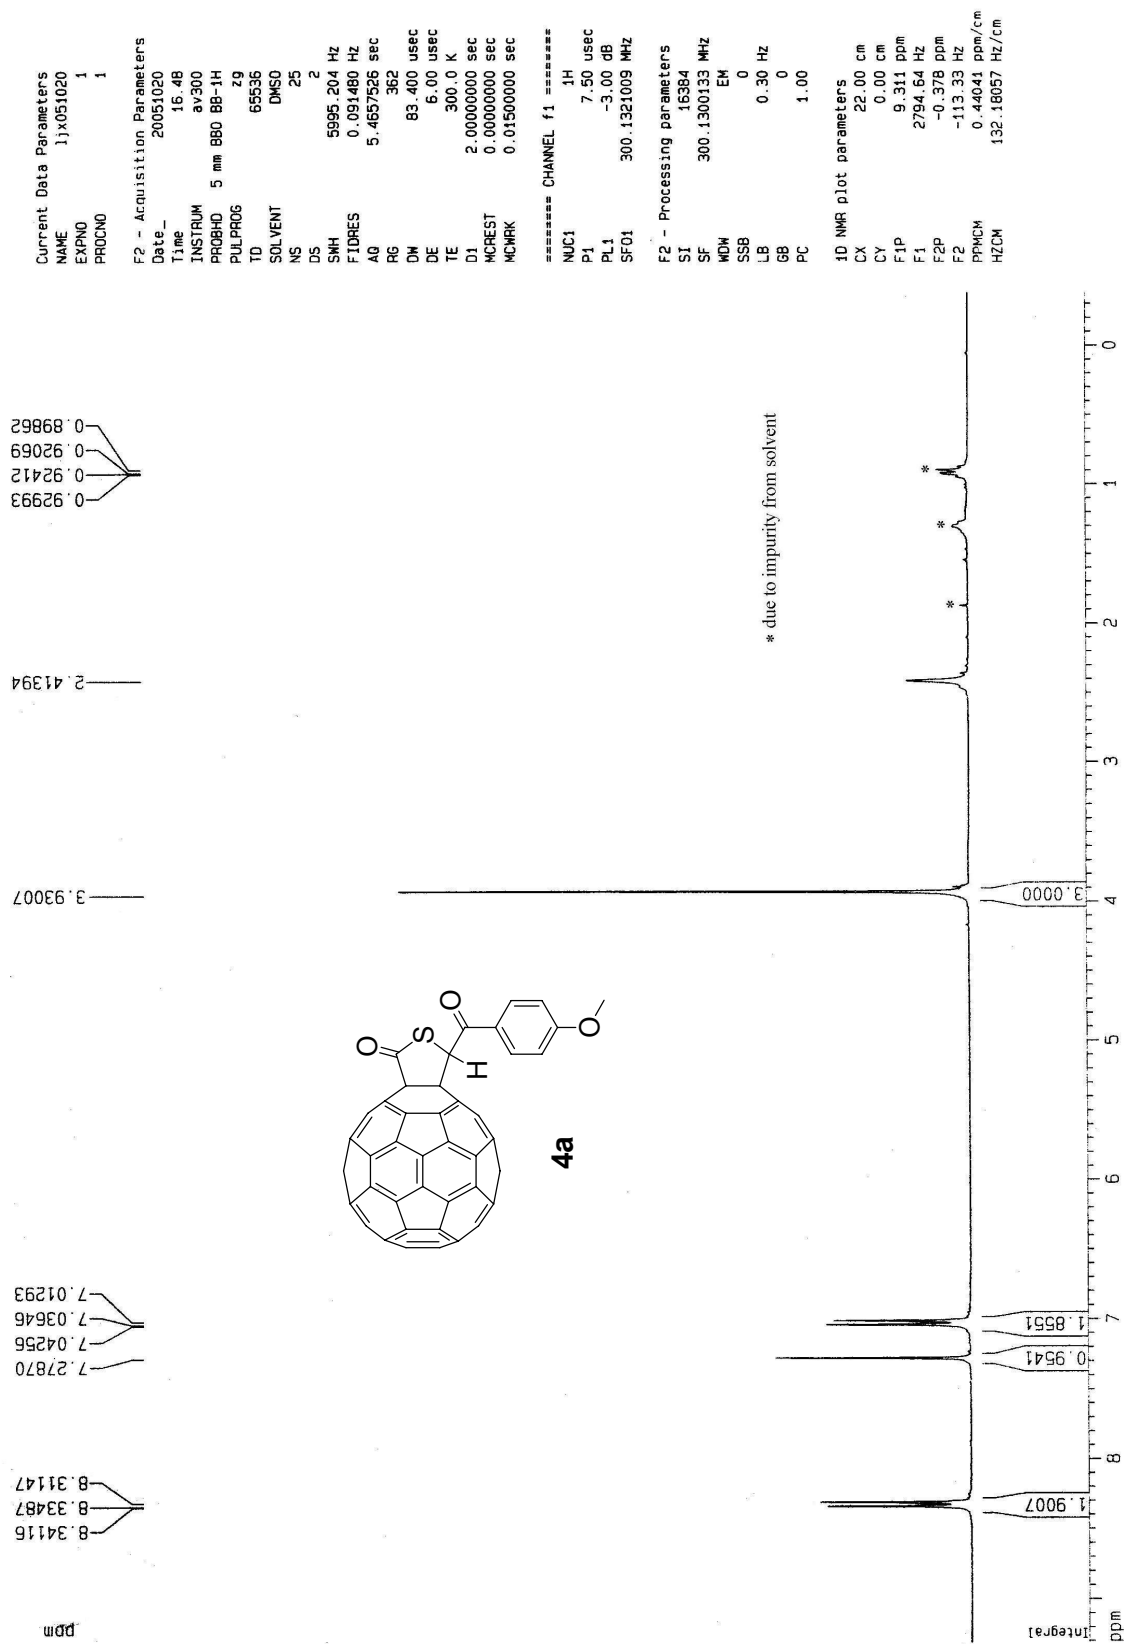 Current Data Parameters
NAME ljx051020
EXPNO 1
PROCNO 1
F2 - Acquisition Parameters
Date_ 20051020
Time 16.48
INSTRUM av300
PROBHD 5 mm BBO BB-1H
PULPROG zg
TD 65536
SOLVENT DMSO
NS 25
DS 2
SWH 5995.204 Hz
FIDRES 0.091480 Hz
AQ 5.4657526 sec
RG 362
DW 83.400 usec
DE 6.00 usec
TE 300.0 K
D1 2.00000000 sec
MCREST 0.00000000 sec
MCWRK 0.01500000 sec
======== CHANNEL f1 ========
NUC1 1H
P1 7.50 usec
PL1 -3.00 dB
SFO1 300.1321009 MHz
F2 - Processing parameters
SI 16384
SF 300.1300133 MHz
WDW EM
SSB 0
LB 0.30 Hz
GB 0
PC 1.00
1D NMR plot parameters
CX 22.00 cm
CY 0.00 cm
F1P 9.311 ppm
F1 2794.64 Hz
F2P -0.378 ppm
F2 -113.33 Hz
PPMCM 0.44041 ppm/cm
HZCM 132.18057 Hz/cm
ppm
8.34116
8.33487
8.31147
7.27870
7.04256
7.03646
7.01293
3.93007
2.41394
0.92993
0.92412
0.92069
0.89862
O
S
O
H
O
4a
* due to impurity from solvent
*
*
*
Integral
1.9007
0.9541
1.8551
3.0000
ppm
8
7
6
5
4
3
2
1
0